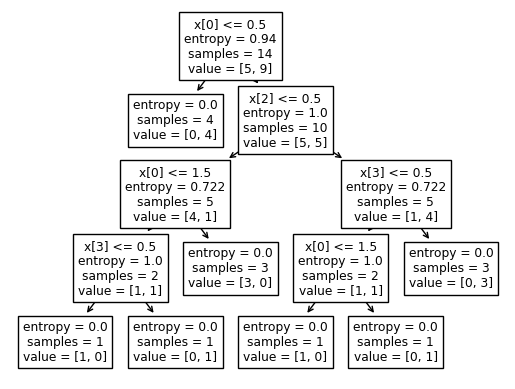 x[0] <= 0.5
entropy = 0.94
samples = 14
value = [5, 9]
entropy = 0.0
samples = 4
value = [0, 4]
x[2] <= 0.5
entropy = 1.0
samples = 10
value = [5, 5]
x[0] <= 1.5
entropy = 0.722
samples = 5
value = [4, 1]
x[3] <= 0.5
entropy = 0.722
samples = 5
value = [1, 4]
x[3] <= 0.5
entropy = 1.0
samples = 2
value = [1, 1]
entropy = 0.0
samples = 3
value = [3, 0]
x[0] <= 1.5
entropy = 1.0
samples = 2
value = [1, 1]
entropy = 0.0
samples = 3
value = [0, 3]
entropy = 0.0
samples = 1
value = [1, 0]
entropy = 0.0
samples = 1
value = [0, 1]
entropy = 0.0
samples = 1
value = [1, 0]
entropy = 0.0
samples = 1
value = [0, 1]